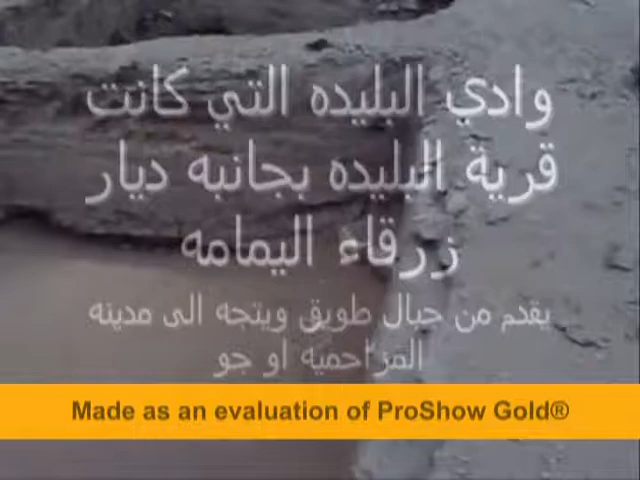 وادي البليده التي كانت
قرية البليده بجانبه ديار
زرقاء اليمامه
يقدم من جبال طويق ويتجه الى مدينه
المزاحميه او جو
Made as an evaluation of ProShow Gold®